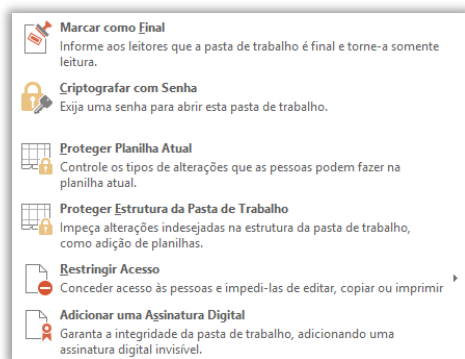 Marcar como Final
Informe aos leitores que a pasta de trabalho é final e torne-a somente
leitura.
Criptografar com Senha
Exija uma senha para abrir esta pasta de trabalho.
Proteger Planilha Atual
Controle os tipos de alterações que as pessoas podem fazer na
planilha atual.
Proteger Estrutura da Pasta de Trabalho
Impeça alterações indesejadas na estrutura da pasta de trabalho,
como adição de planilhas.
Restringir Acesso
Conceder acesso às pessoas e impedi-las de editar, copiar ou imprimir
Adicionar uma Assinatura Digital
Garanta a integridade da pasta de trabalho, adicionando uma
assinatura digital invisível.